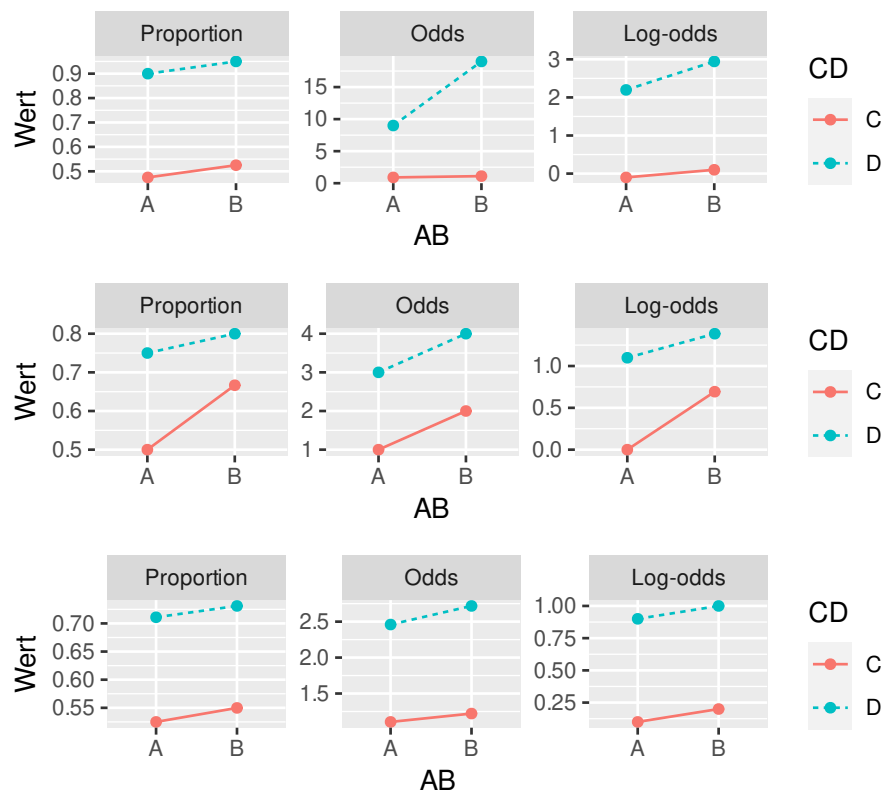 Proportion Odds Log-odds
Wert
0.9
0.8
0.7
0.6
0.5
15
10
5
0
3
2
1
0
A B A B A B
AB
CD
C
D
Proportion Odds Log-odds
Wert
0.8
0.7
0.6
0.5
4
3
2
1
1.0
0.5
0.0
A B A B A B
AB
CD
C
D
Proportion Odds Log-odds
Wert
0.70
0.65
0.60
0.55
2.5
2.0
1.5
1.00
0.75
0.50
0.25
A B A B A B
AB
CD
C
D